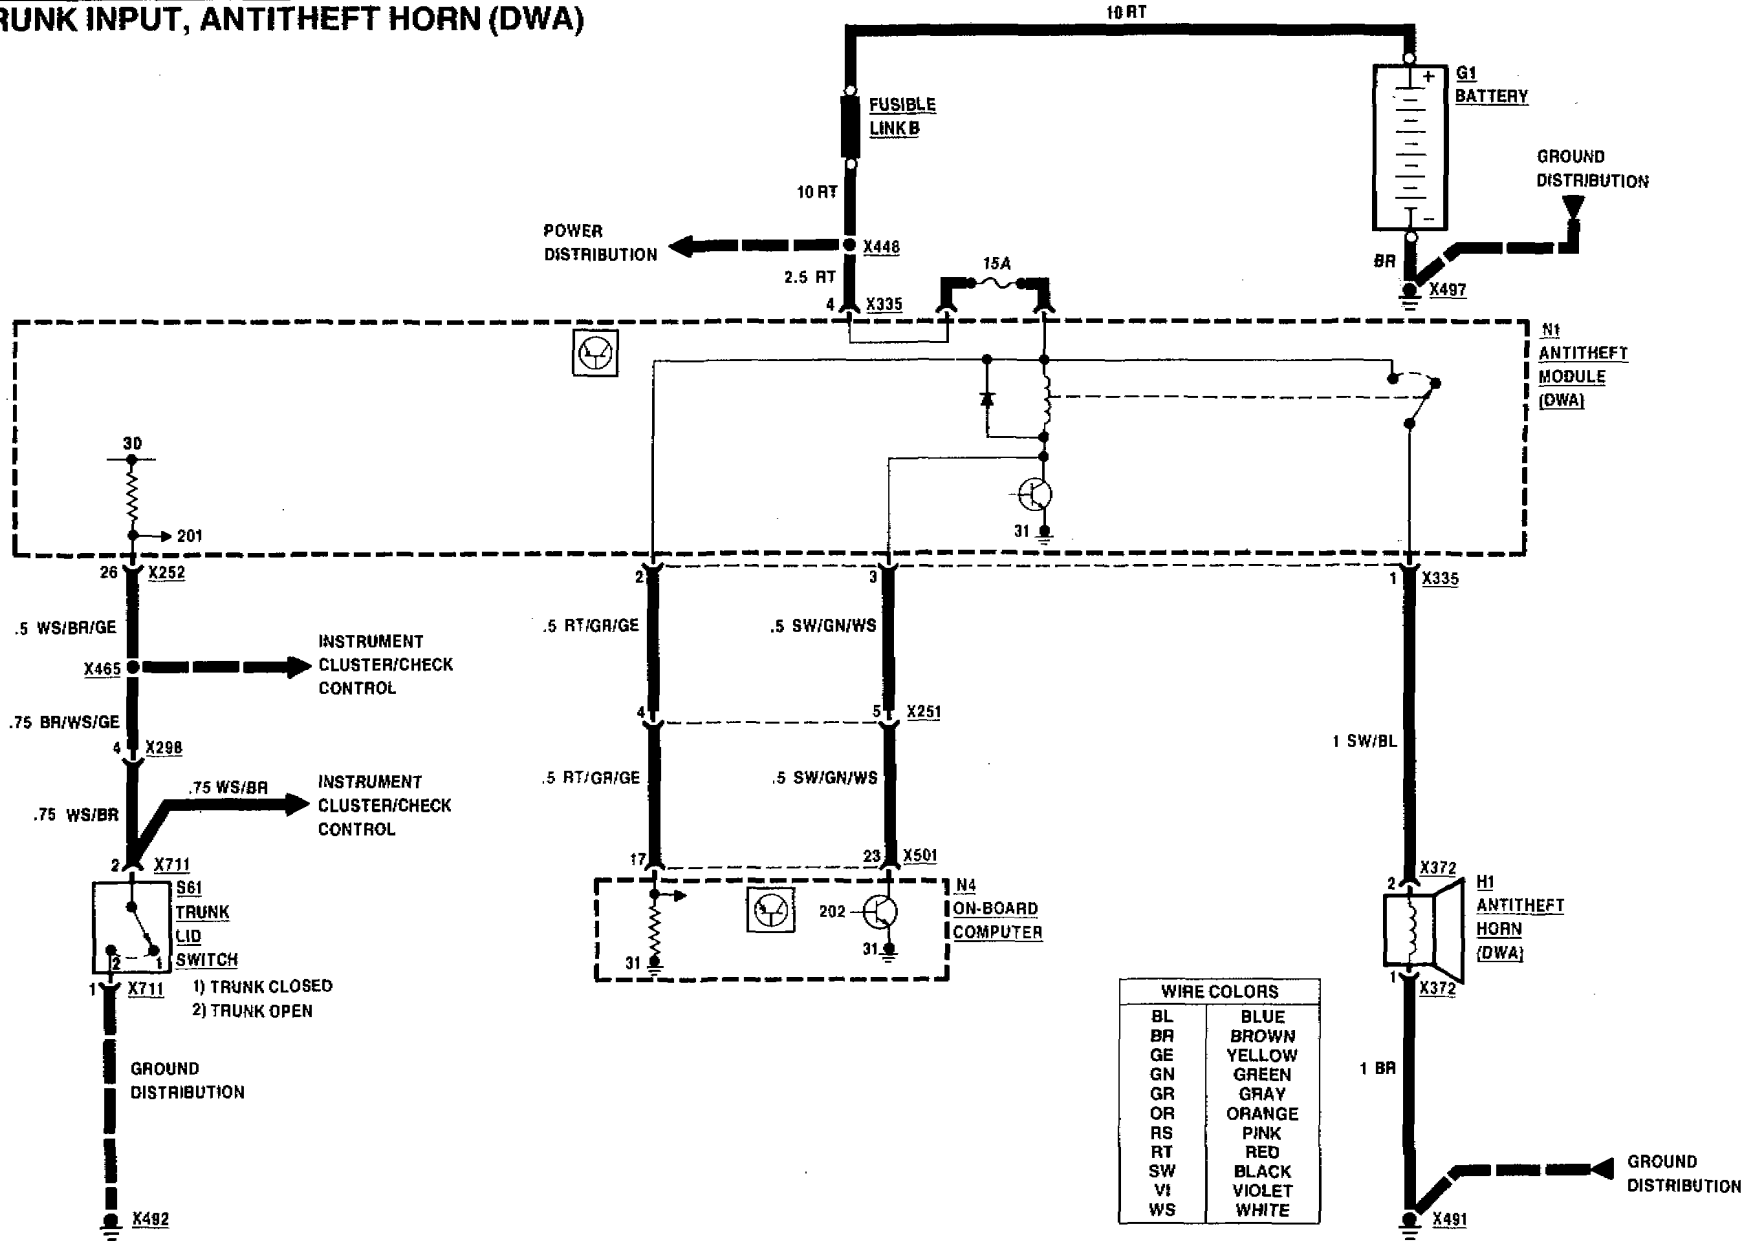 RUNK INPUT, ANTITHEFT HORN (DWA)
10 RT
G1
BATTERY
+
−
FUSIBLE
LINK B
10 RT
GROUND
DISTRIBUTION
POWER
DISTRIBUTION
X448
2.5 RT
15A
BR
X497
4
X335
N1
ANTITHEFT
MODULE
(DWA)
30
201
31
26
X252
2
3
1
X335
.5 WS/BR/GE
.5 RT/GR/GE
.5 SW/GN/WS
X465
INSTRUMENT
CLUSTER/CHECK
CONTROL
.75 BR/WS/GE
4
X298
4
5
X251
1 SW/BL
.75 WS/BR
INSTRUMENT
CLUSTER/CHECK
CONTROL
.75 WS/BR
.5 RT/GR/GE
.5 SW/GN/WS
2
X711
17
23
X501
2
X372
S61
TRUNK
LID
SWITCH
2
1
1
X711
1) TRUNK CLOSED
2) TRUNK OPEN
N4
ON-BOARD
COMPUTER
202
31
31
H1
ANTITHEFT
HORN
(DWA)
1
X372
GROUND
DISTRIBUTION
X492
WIRE COLORS
BL BLUE
BR BROWN
GE YELLOW
GN GREEN
GR GRAY
OR ORANGE
RS PINK
RT RED
SW BLACK
VI VIOLET
WS WHITE
1 BR
GROUND
DISTRIBUTION
X491